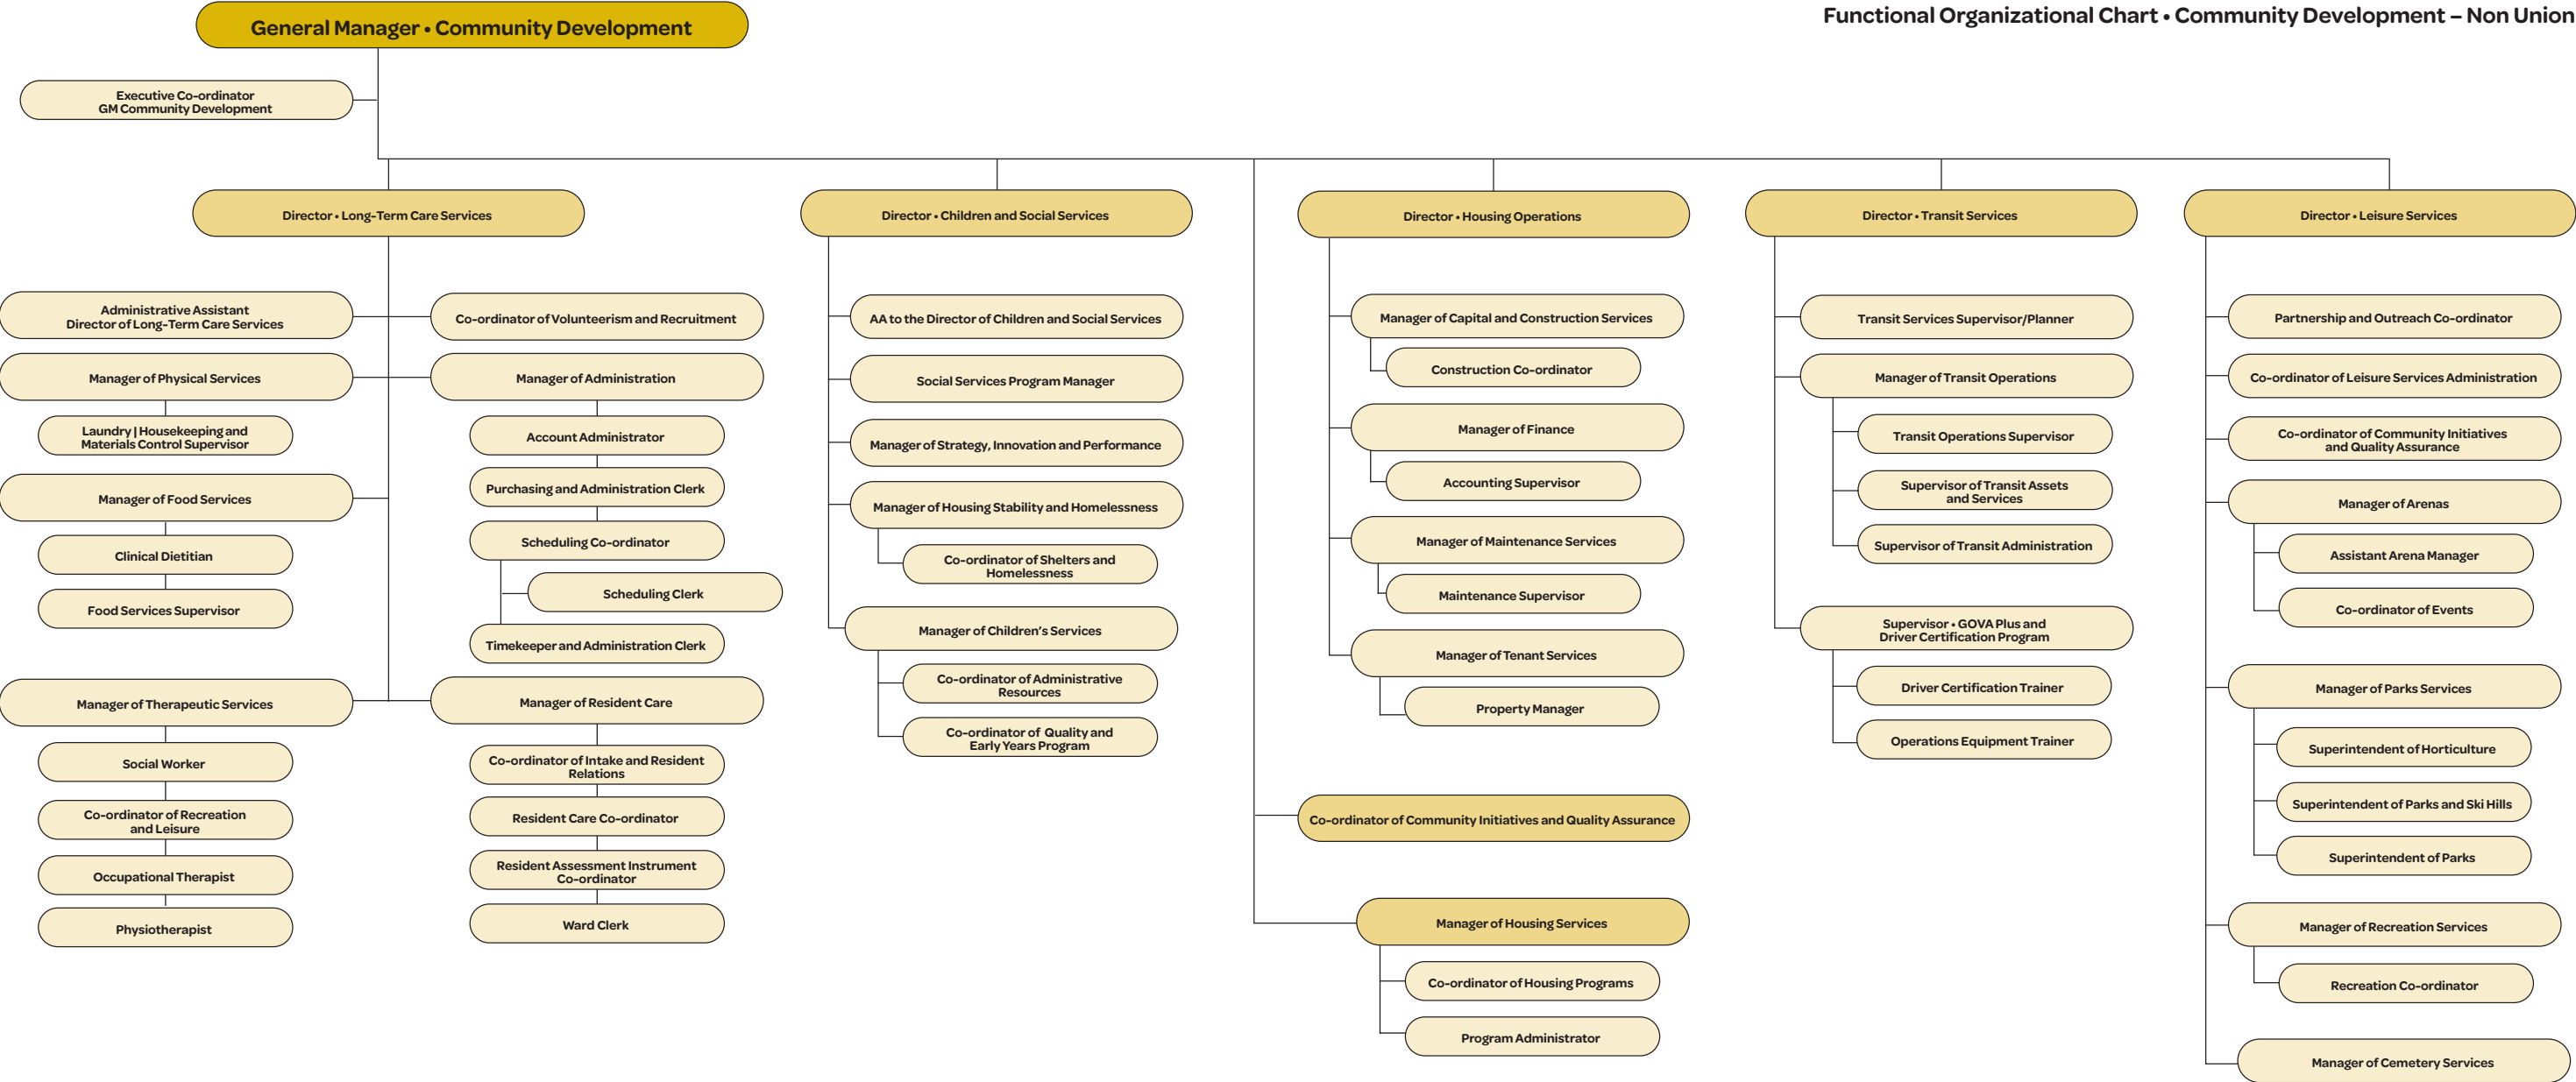 Functional Organizational Chart • Community Development – Non Union
General Manager • Community Development
Executive Co-ordinator
GM Community Development
Director • Long-Term Care Services
Administrative Assistant
Director of Long-Term Care Services
Manager of Physical Services
Laundry | Housekeeping and
Materials Control Supervisor
Manager of Food Services
Clinical Dietitian
Food Services Supervisor
Manager of Therapeutic Services
Social Worker
Co-ordinator of Recreation
and Leisure
Occupational Therapist
Physiotherapist
Co-ordinator of Volunteerism and Recruitment
Manager of Administration
Account Administrator
Purchasing and Administration Clerk
Scheduling Co-ordinator
Scheduling Clerk
Timekeeper and Administration Clerk
Manager of Resident Care
Co-ordinator of Intake and Resident
Relations
Resident Care Co-ordinator
Resident Assessment Instrument
Co-ordinator
Ward Clerk
Director • Children and Social Services
AA to the Director of Children and Social Services
Social Services Program Manager
Manager of Strategy, Innovation and Performance
Manager of Housing Stability and Homelessness
Co-ordinator of Shelters and
Homelessness
Manager of Children’s Services
Co-ordinator of Administrative
Resources
Co-ordinator of Quality and
Early Years Program
Director • Housing Operations
Manager of Capital and Construction Services
Construction Co-ordinator
Manager of Finance
Accounting Supervisor
Manager of Maintenance Services
Maintenance Supervisor
Manager of Tenant Services
Property Manager
Co-ordinator of Community Initiatives and Quality Assurance
Manager of Housing Services
Co-ordinator of Housing Programs
Program Administrator
Director • Transit Services
Transit Services Supervisor/Planner
Manager of Transit Operations
Transit Operations Supervisor
Supervisor of Transit Assets
and Services
Supervisor of Transit Administration
Supervisor • GOVA Plus and
Driver Certification Program
Driver Certification Trainer
Operations Equipment Trainer
Director • Leisure Services
Partnership and Outreach Co-ordinator
Co-ordinator of Leisure Services Administration
Co-ordinator of Community Initiatives
and Quality Assurance
Manager of Arenas
Assistant Arena Manager
Co-ordinator of Events
Manager of Parks Services
Superintendent of Horticulture
Superintendent of Parks and Ski Hills
Superintendent of Parks
Manager of Recreation Services
Recreation Co-ordinator
Manager of Cemetery Services